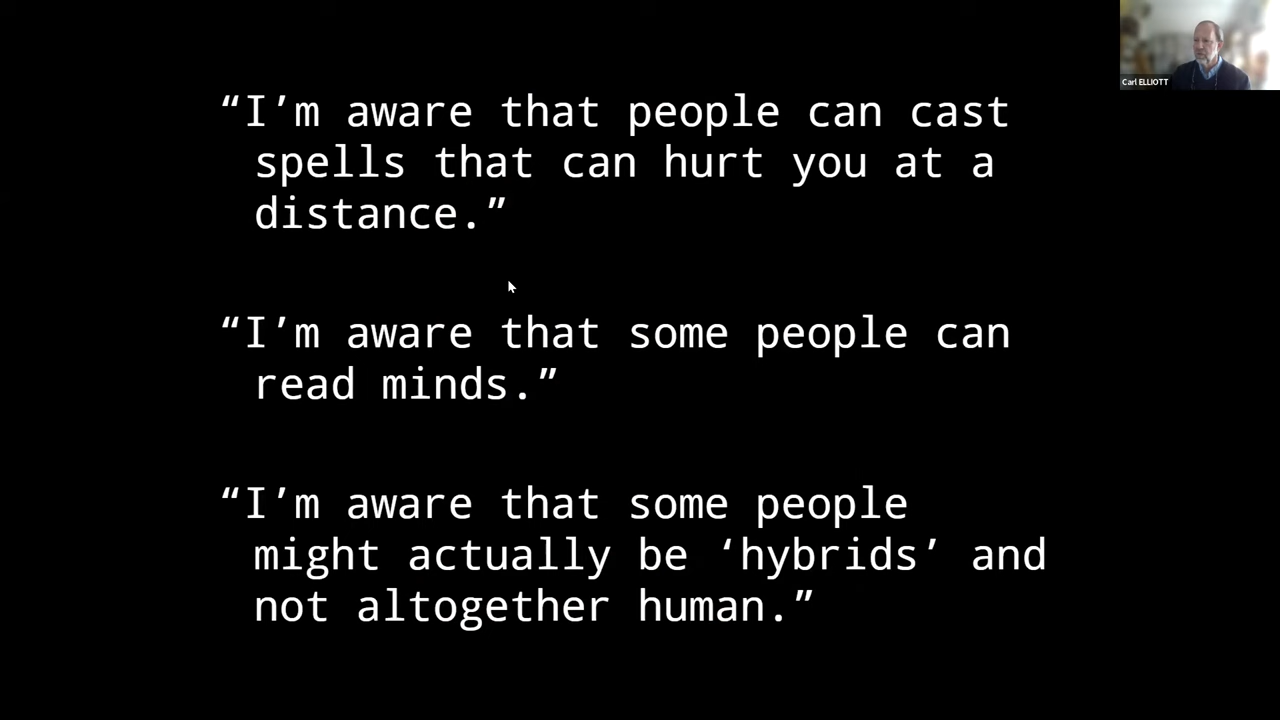 “I’m aware that people can cast
spells that can hurt you at a
distance.”
“I’m aware that some people can
read minds.”
“I’m aware that some people
might actually be ‘hybrids’ and
not altogether human.”
Carl ELLIOTT